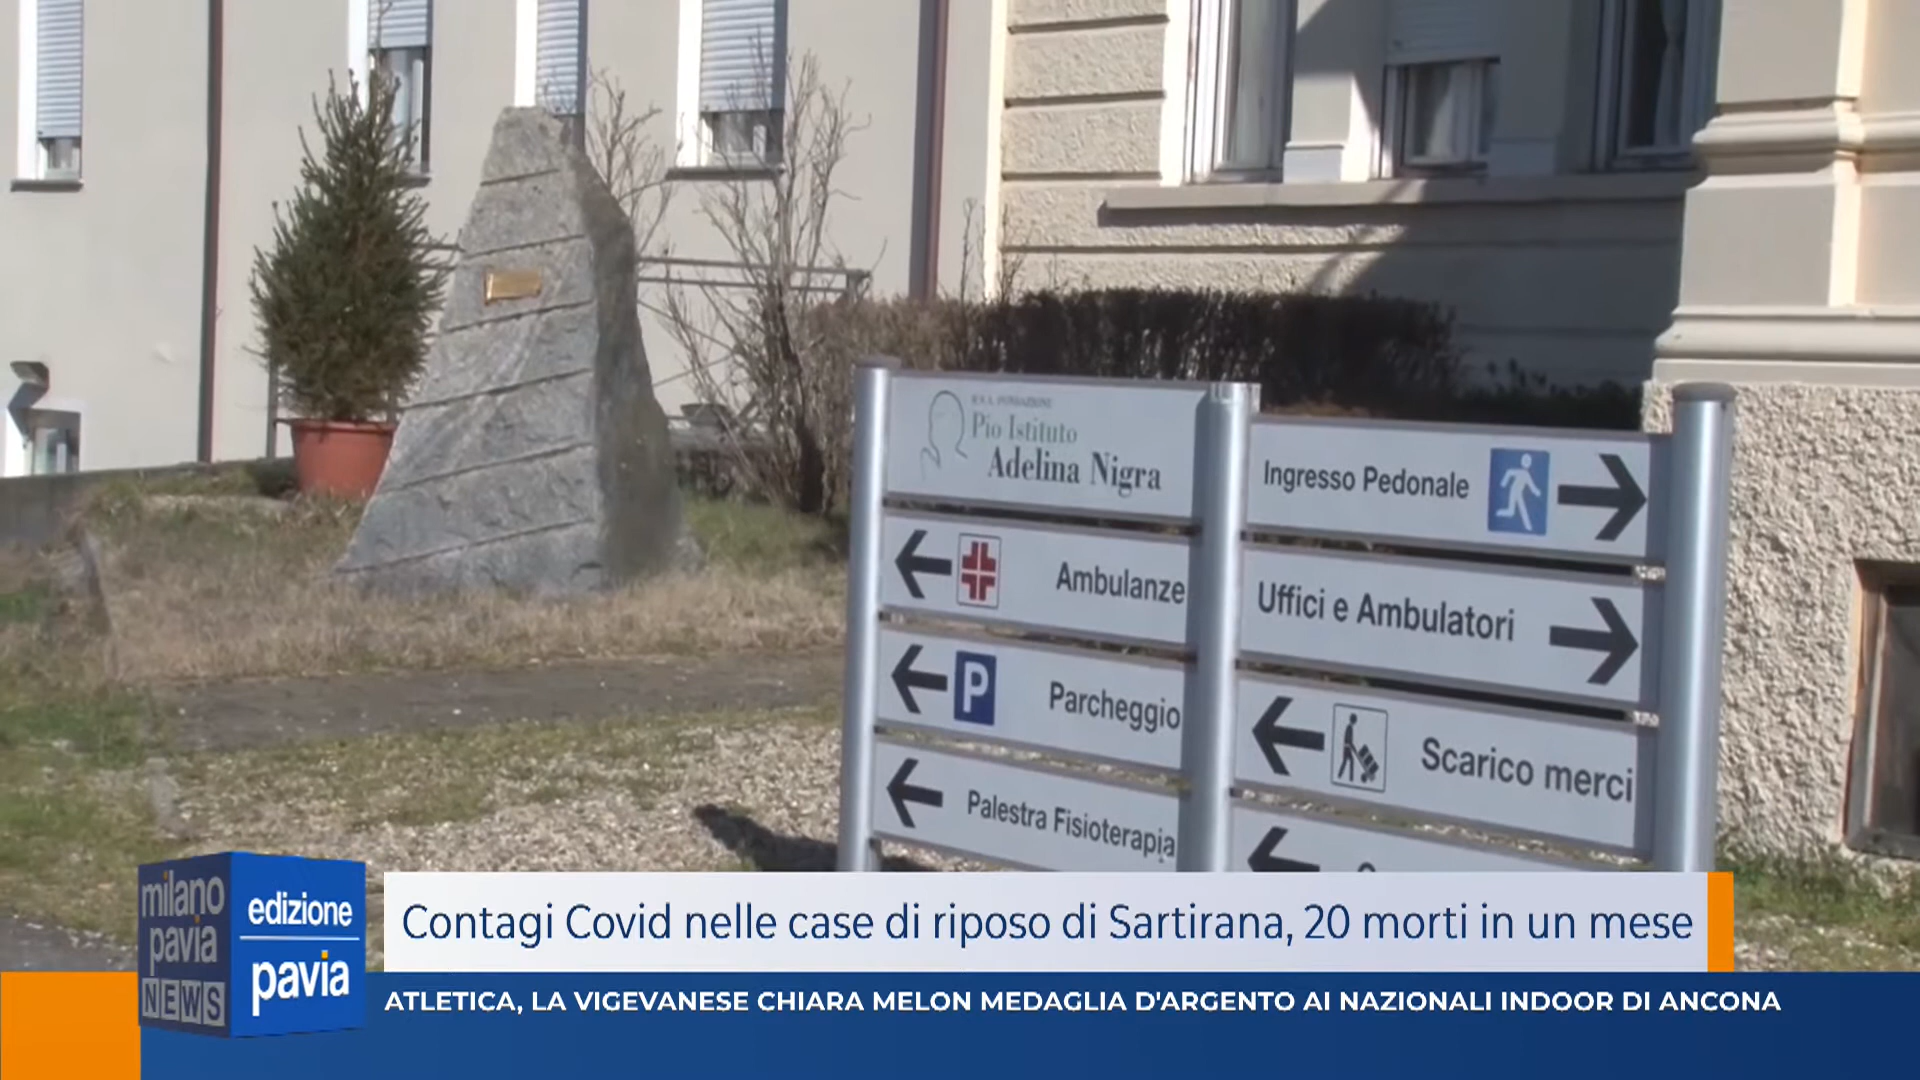 R.S.A. FONDAZIONE
Pio Istituto
Adelina Nigra
Ingresso Pedonale
Ambulanze
Uffici e Ambulatori
P
Parcheggio
Scarico merci
Palestra Fisioterapia
milano
pavia
NEWS
edizione
pavia
Contagi Covid nelle case di riposo di Sartirana, 20 morti in un mese
ATLETICA, LA VIGEVANESE CHIARA MELON MEDAGLIA D'ARGENTO AI NAZIONALI INDOOR DI ANCONA